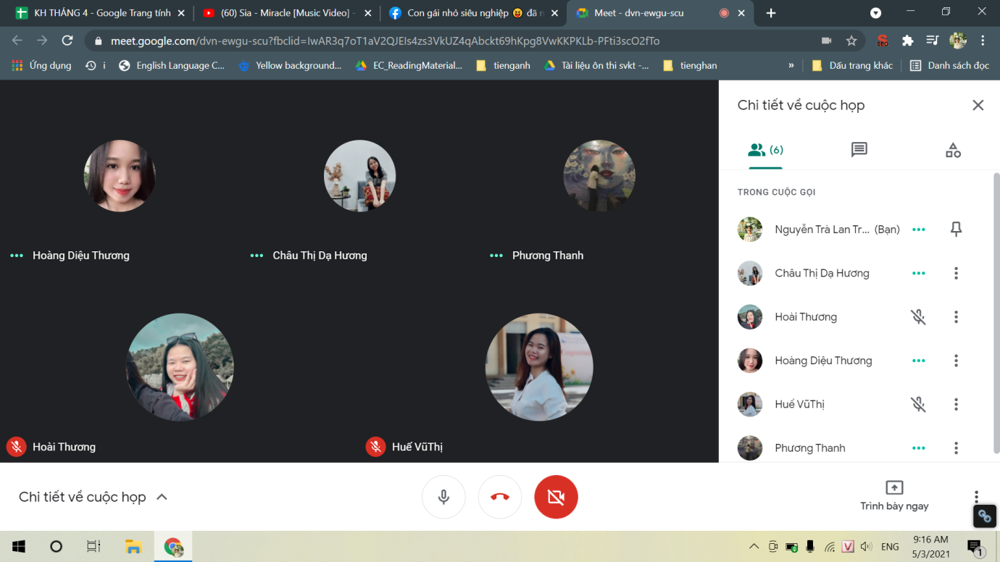 KH THÁNG 4 - Google Trang tính
(60) Sia - Miracle [Music Video] -
Con gái nhỏ siêu nghiệp 😝 đã n
Meet - dvn-ewgu-scu
meet.google.com/dvn-ewgu-scu?fbclid=IwAR3q7oT1aV2QJEIs4zs3VkUZ4qAbckt69hKpg8VwKKPKLb-PFti3scO2fTo
SEO
Ứng dụng
i
English Language C...
Yellow background...
EC_ReadingMaterial...
tienganh
Tài liệu ôn thi svkt -...
tienghan
»
Dấu trang khác
Danh sách đọc
Hoàng Diệu Thương
Châu Thị Dạ Hương
Phương Thanh
Hoài Thương
Huế VũThị
Chi tiết về cuộc họp
(6)
TRONG CUỘC GỌI
Nguyễn Trà Lan Tr... (Bạn)
Châu Thị Dạ Hương
Hoài Thương
Hoàng Diệu Thương
Huế VũThị
Phương Thanh
Chi tiết về cuộc họp
Trình bày ngay
V
ENG
9:16 AM
5/3/2021
1